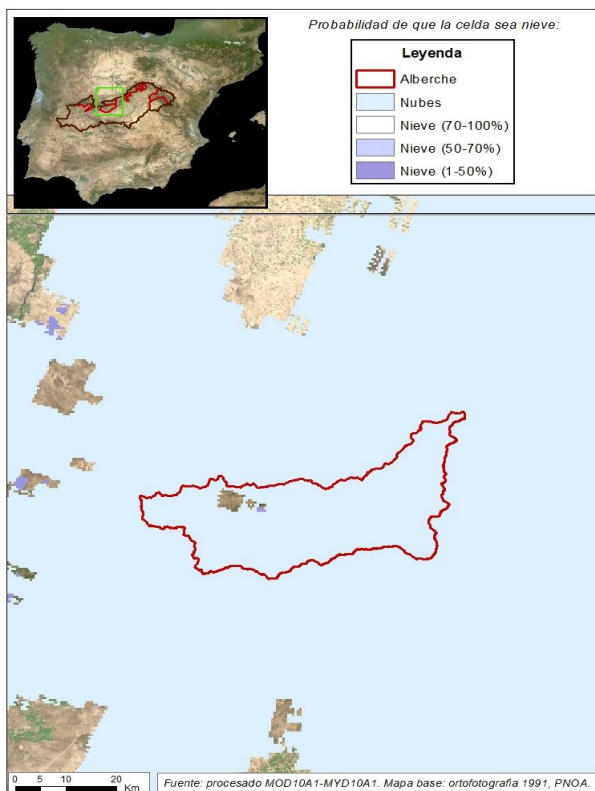 Probabilidad de que la celda sea nieve:
Leyenda
Alberche
Nubes
Nieve (70-100%)
Nieve (50-70%)
Nieve (1-50%)
0 5 10 20
Km
Fuente: procesado MOD10A1-MYD10A1. Mapa base: ortofotografia 1991, PNOA.